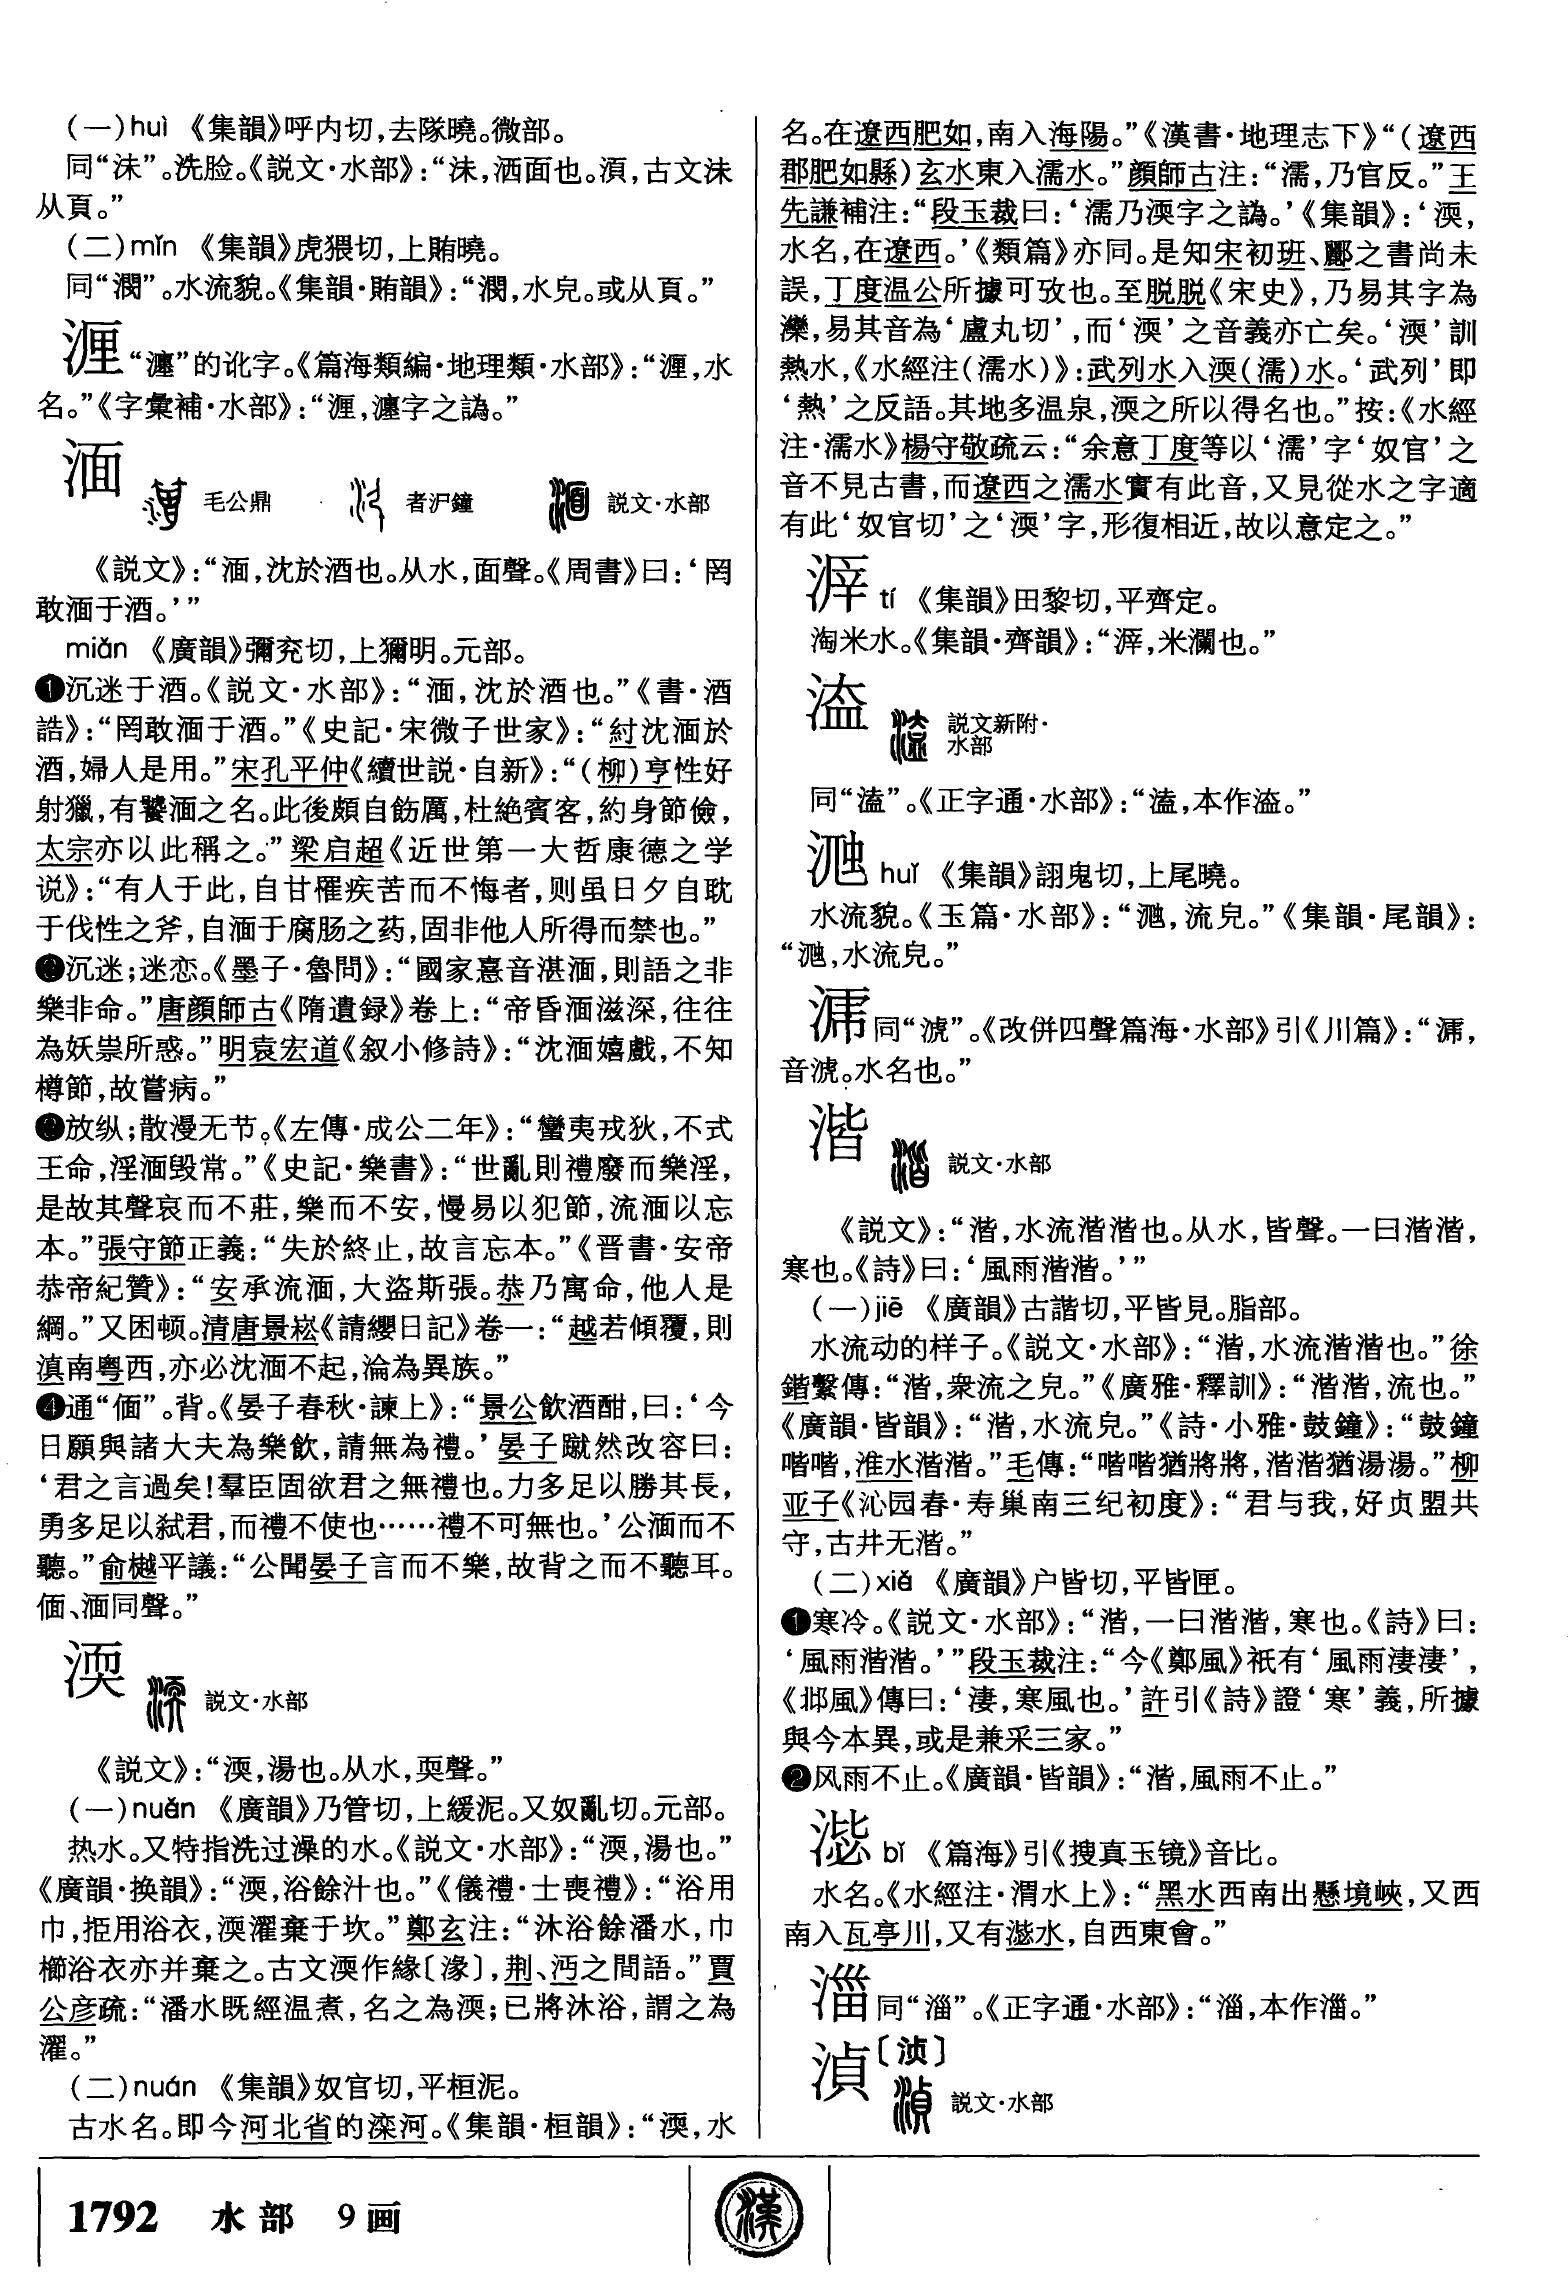 (一)huì 《集韻》呼内切,去隊曉。微部。
同“沬”。洗脸。《説文·水部》:“沬,洒面也。湏,古文沬
从頁。”
(二)mǐn 《集韻》虎猥切,上賄曉。
同“潣”。水流貌。《集韻·賄韻》:“潣,水皃。或从頁。”
湹“瀍”的讹字。《篇海類編·地理類·水部》:“湹,水
名。”《字彙補·水部》:“湹,瀍字之譌。”
湎 毛公鼎 者沪鐘 説文·水部
《説文》:“湎,沈於酒也。从水,面聲。《周書》曰:‘罔
敢湎于酒。’”
miǎn 《廣韻》彌兖切,上獮明。元部。
❶沉迷于酒。《説文·水部》:“湎,沈於酒也。”《書·酒
誥》:“罔敢湎于酒。”《史記·宋微子世家》:“紂沈湎於
酒,婦人是用。”宋孔平仲《續世説·自新》:“(柳)亨性好
射獵,有饕湎之名。此後頗自飭厲,杜絶賓客,約身節儉,
太宗亦以此稱之。”梁启超《近世第一大哲康德之学
说》:“有人于此,自甘罹疾苦而不悔者,则虽日夕自耽
于伐性之斧,自湎于腐肠之药,固非他人所得而禁也。”
❷沉迷;迷恋。《墨子·魯問》:“國家憙音湛湎,則語之非
樂非命。”唐顔師古《隋遺録》卷上:“帝昏湎滋深,往往
為妖祟所惑。”明袁宏道《叙小修詩》:“沈湎嬉戲,不知
樽節,故嘗病。”
❸放纵;散漫无节。《左傳·成公二年》:“蠻夷戎狄,不式
王命,淫湎毁常。”《史記·樂書》:“世亂則禮廢而樂淫,
是故其聲哀而不莊,樂而不安,慢易以犯節,流湎以忘
本。”張守節正義:“失於終止,故言忘本。”《晋書·安帝
恭帝紀贊》:“安承流湎,大盜斯張。恭乃寓命,他人是
綱。”又困顿。清唐景崧《請纓日記》卷一:“越若傾覆,則
滇南粤西,亦必沈湎不起,淪為異族。”
❹通“偭”。背。《晏子春秋·諫上》:“景公飲酒酣,曰:‘今
日願與諸大夫為樂飲,請無為禮。’晏子蹴然改容曰:
‘君之言過矣!羣臣固欲君之無禮也。力多足以勝其長,
勇多足以弑君,而禮不使也……禮不可無也。’公湎而不
聽。”俞樾平議:“公聞晏子言而不樂,故背之而不聽耳。
偭、湎同聲。”
渜 説文·水部
《説文》:“渜,湯也。从水,耎聲。”
(一)nuǎn 《廣韻》乃管切,上緩泥。又奴亂切。元部。
热水。又特指洗过澡的水。《説文·水部》:“渜,湯也。”
《廣韻·换韻》:“渜,浴餘汁也。”《儀禮·士喪禮》:“浴用
巾,挋用浴衣,渜濯棄于坎。”鄭玄注:“沐浴餘潘水,巾
櫛浴衣亦并棄之。古文渜作緣〔湪〕,荆、沔之間語。”賈
公彦疏:“潘水既經温煮,名之為渜;已將沐浴,謂之為
濯。”
(二)nuán 《集韻》奴官切,平桓泥。
古水名。即今河北省的滦河。《集韻·桓韻》:“渜,水
名。在遼西肥如,南入海陽。”《漢書·地理志下》“(遼西
郡肥如縣)玄水東入濡水。”顔師古注:“濡,乃官反。”王
先謙補注:“段玉裁曰:‘濡乃渜字之譌。’《集韻》:‘渜,
水名,在遼西。’《類篇》亦同。是知宋初班、酈之書尚未
誤,丁度温公所據可攷也。至脱脱《宋史》,乃易其字為
灤,易其音為‘盧丸切’,而‘渜’之音義亦亡矣。‘渜’訓
熱水,《水經注(濡水)》:武列水入渜(濡)水。‘武列’即
‘熱’之反語。其地多温泉,渜之所以得名也。”按:《水經
注·濡水》楊守敬疏云:“余意丁度等以‘濡’字‘奴官’之
音不見古書,而遼西之濡水實有此音,又見從水之字適
有此‘奴官切’之‘渜’字,形復相近,故以意定之。”
渧 tí 《集韻》田黎切,平齊定。
淘米水。《集韻·齊韻》:“,米瀾也。”
溘 説文新附·
水部
同“溘”。《正字通·水部》:“溘,本作。”
 huǐ 《集韻》詡鬼切,上尾曉。
水流貌。《玉篇·水部》:“,流皃。”《集韻·尾韻》:
“,水流皃。”
同“淲”。《改併四聲篇海·水部》引《川篇》:“,
音淲。水名也。”
湝 説文·水部
《説文》:“湝,水流湝湝也。从水,皆聲。一曰湝湝,
寒也。《詩》曰:‘風雨湝湝。’”
(一)jiē 《廣韻》古諧切,平皆見。脂部。
水流动的样子。《説文·水部》:“湝,水流湝湝也。”徐
鍇繫傳:“湝,衆流之皃。”《廣雅·釋訓》:“湝湝,流也。”
《廣韻·皆韻》:“湝,水流皃。”《詩·小雅·鼓鐘》:“鼓鐘
喈喈,淮水湝湝。”毛傳:“喈喈猶將將,湝湝猶湯湯。”柳
亚子《沁园春·寿巢南三纪初度》:“君与我,好贞盟共
守,古井无湝。”
(二)xié 《廣韻》户皆切,平皆匣。
❶寒冷。《説文·水部》:“湝,一曰湝湝,寒也。《詩》曰:
‘風雨湝湝。’”段玉裁注:“今《鄭風》祇有‘風雨淒淒’,
《邶風》傳曰:‘淒,寒風也。’許引《詩》證‘寒’義,所據
與今本異,或是兼采三家。”
❷风雨不止。《廣韻·皆韻》:“湝,風雨不止。”
 bǐ 《篇海》引《搜真玉镜》音比。
水名。《水經注·渭水上》:“黑水西南出懸境峽,又西
南入瓦亭川,又有水,自西東會。”
同“淄”。《正字通·水部》:“淄,本作。”
湞〔浈〕 説文·水部
1792 水部 9画
漢